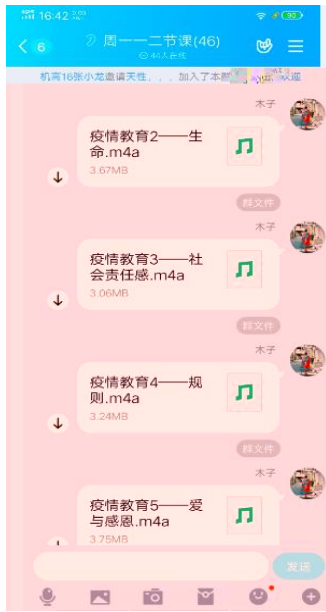 16:42
90
6
周一一二节课(46)
44人在线
机高16张小龙邀请天性，．．加入了本群
欢迎
木子
疫情教育2——生
命.m4a
3.67MB
群文件
木子
疫情教育3——社
会责任感.m4a
3.06MB
群文件
木子
疫情教育4——规
则.m4a
3.24MB
群文件
木子
疫情教育5——爱
与感恩.m4a
3.75MB
发送